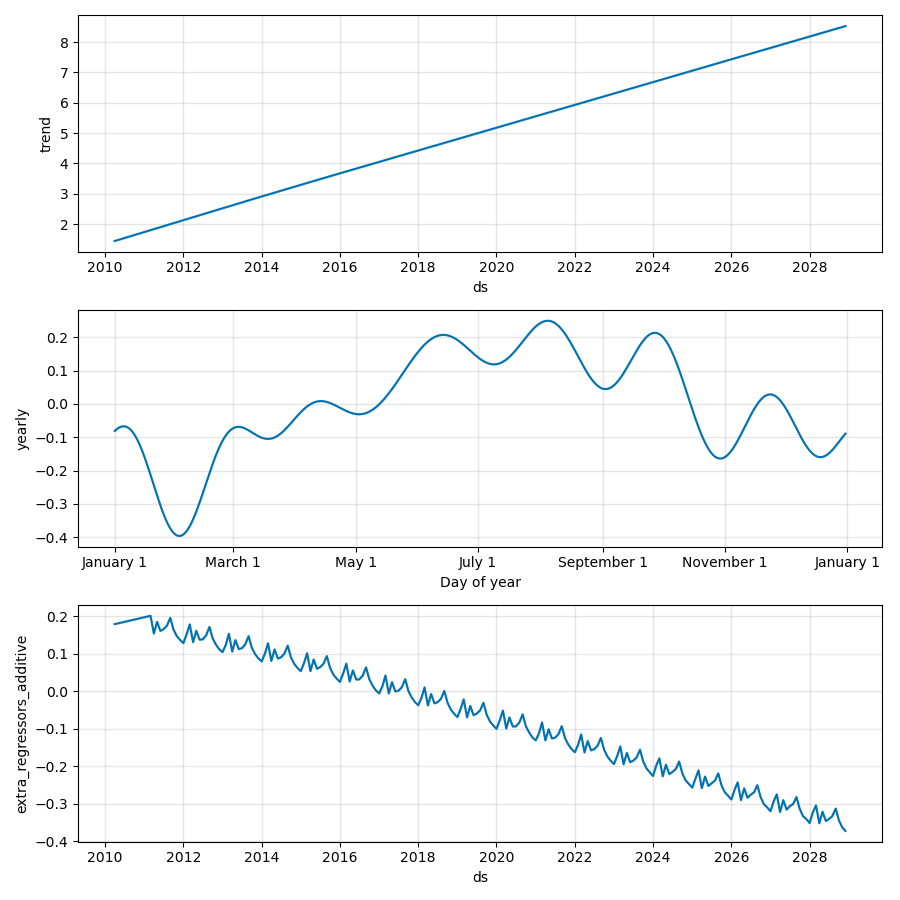 8
7
6
5
4
3
2
trend
2010 2012 2014 2016 2018 2020 2022 2024 2026 2028
ds
0.2
0.1
0.0
−0.1
−0.2
−0.3
−0.4
yearly
January 1 March 1 May 1 July 1 September 1 November 1 January 1
Day of year
0.2
0.1
0.0
−0.1
−0.2
−0.3
−0.4
extra_regressors_additive
2010 2012 2014 2016 2018 2020 2022 2024 2026 2028
ds